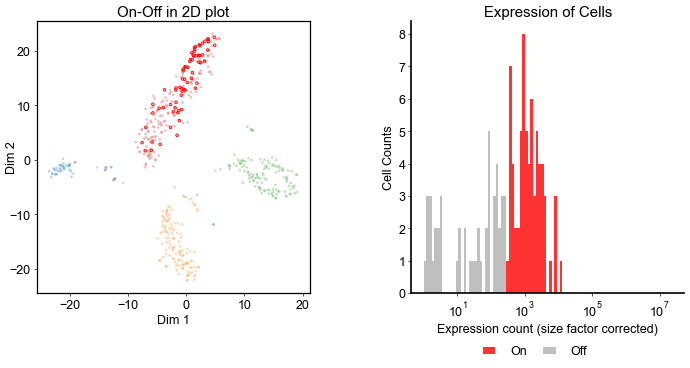 On-Off in 2D plot
Dim 2
20
10
0
−10
−20
−20 −10 0 10 20
Dim 1
Expression of Cells
Cell Counts
8
7
6
5
4
3
2
1
0
10^1 10^3 10^5 10^7
Expression count (size factor corrected)
On Off